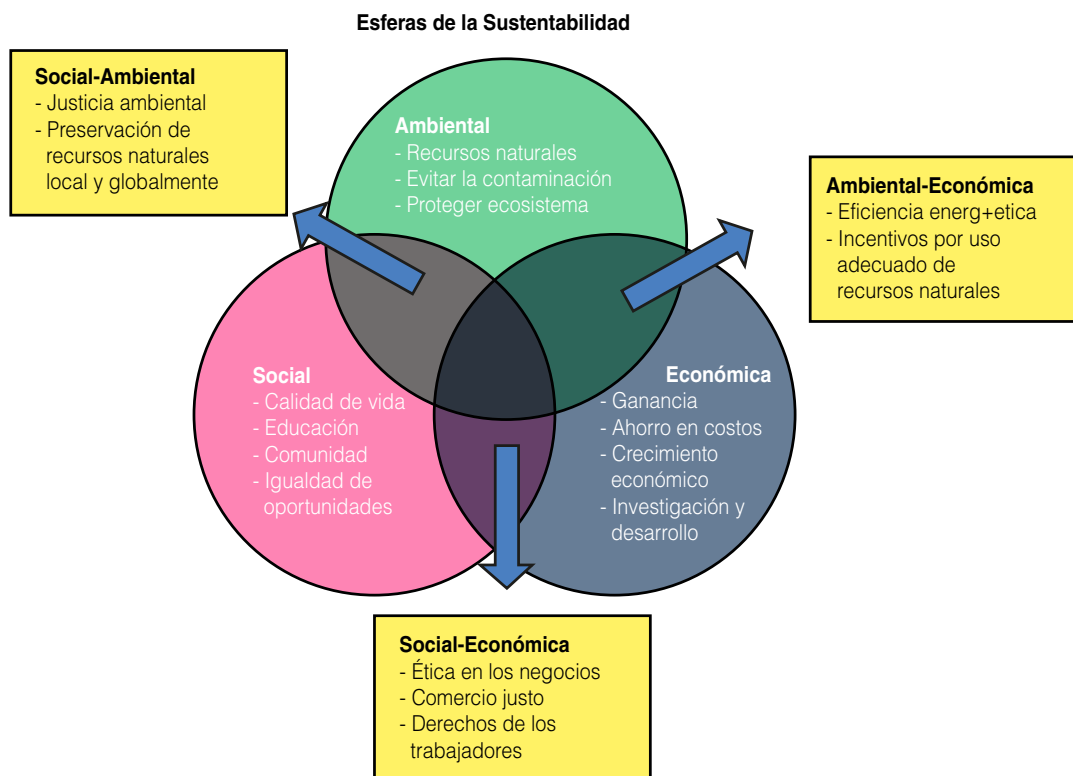 Esferas de la Sustentabilidad
Social-Ambiental
- Justicia ambiental
- Preservación de
recursos naturales
local y globalmente
Ambiental
- Recursos naturales
- Evitar la contaminación
- Proteger ecosistema
Ambiental-Económica
- Eficiencia energ+etica
- Incentivos por uso
adecuado de
recursos naturales
Social
- Calidad de vida
- Educación
- Comunidad
- Igualdad de
oportunidades
Económica
- Ganancia
- Ahorro en costos
- Crecimiento
económico
- Investigación y
desarrollo
Social-Económica
- Ética en los negocios
- Comercio justo
- Derechos de los
trabajadores